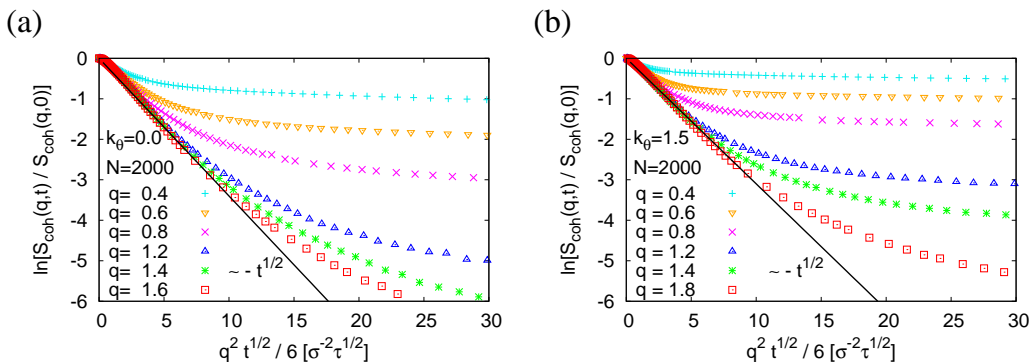 (a)
ln[S_coh(q,t) / S_coh(q,0)]
0
-1
-2
-3
-4
-5
-6
k_θ=0.0
N=2000
q= 0.4
q= 0.6
q= 0.8
q= 1.2
q= 1.4
q= 1.6
~ - t^{1/2}
0 5 10 15 20 25 30
q^2 t^{1/2} / 6 [σ^{-2}τ^{1/2}]
(b)
ln[S_coh(q,t) / S_coh(q,0)]
0
-1
-2
-3
-4
-5
-6
k_θ=1.5
N=2000
q = 0.4
q = 0.6
q = 0.8
q = 1.2
q = 1.4
q = 1.8
~ - t^{1/2}
0 5 10 15 20 25 30
q^2 t^{1/2} / 6 [σ^{-2}τ^{1/2}]